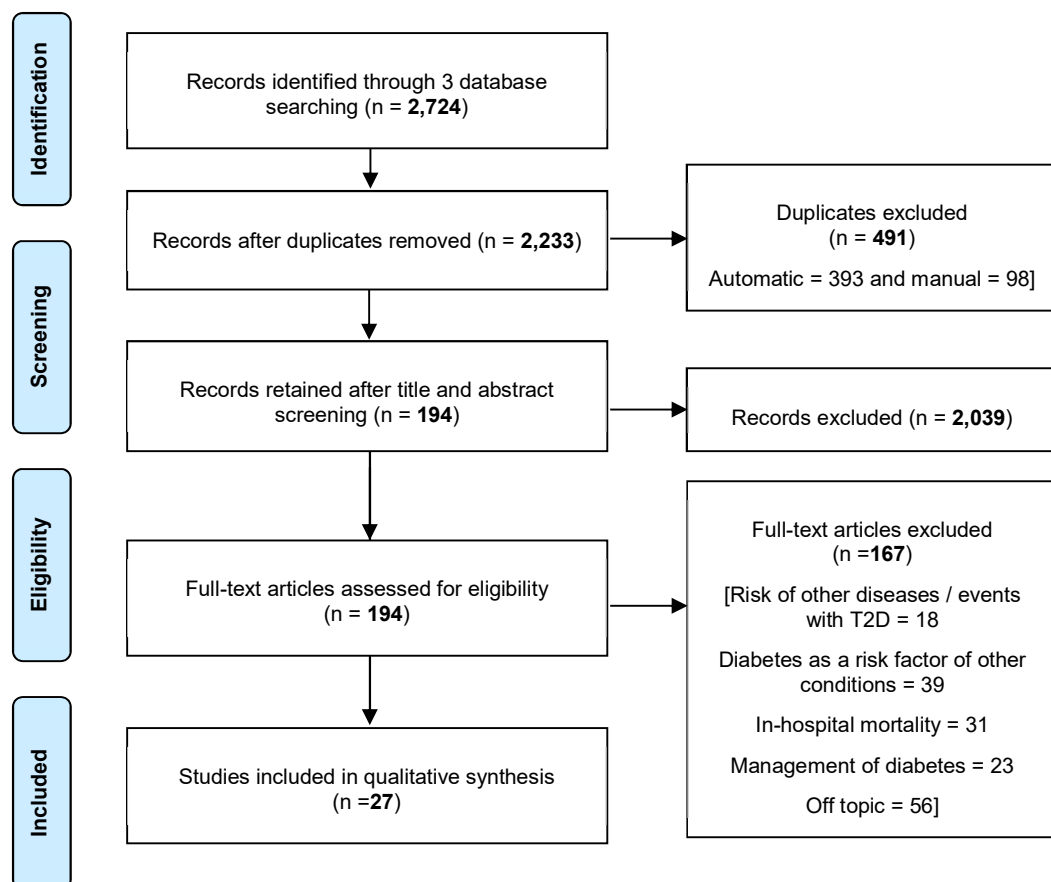 Identification
Records identified through 3 database
searching (n = 2,724)
Records after duplicates removed (n = 2,233)
Duplicates excluded
(n = 491)
Automatic = 393 and manual = 98]
Screening
Records retained after title and abstract
screening (n = 194)
Records excluded (n = 2,039)
Eligibility
Full-text articles assessed for eligibility
(n = 194)
Full-text articles excluded
(n =167)
[Risk of other diseases / events
with T2D = 18
Diabetes as a risk factor of other
conditions = 39
In-hospital mortality = 31
Management of diabetes = 23
Off topic = 56]
Included
Studies included in qualitative synthesis
(n =27)